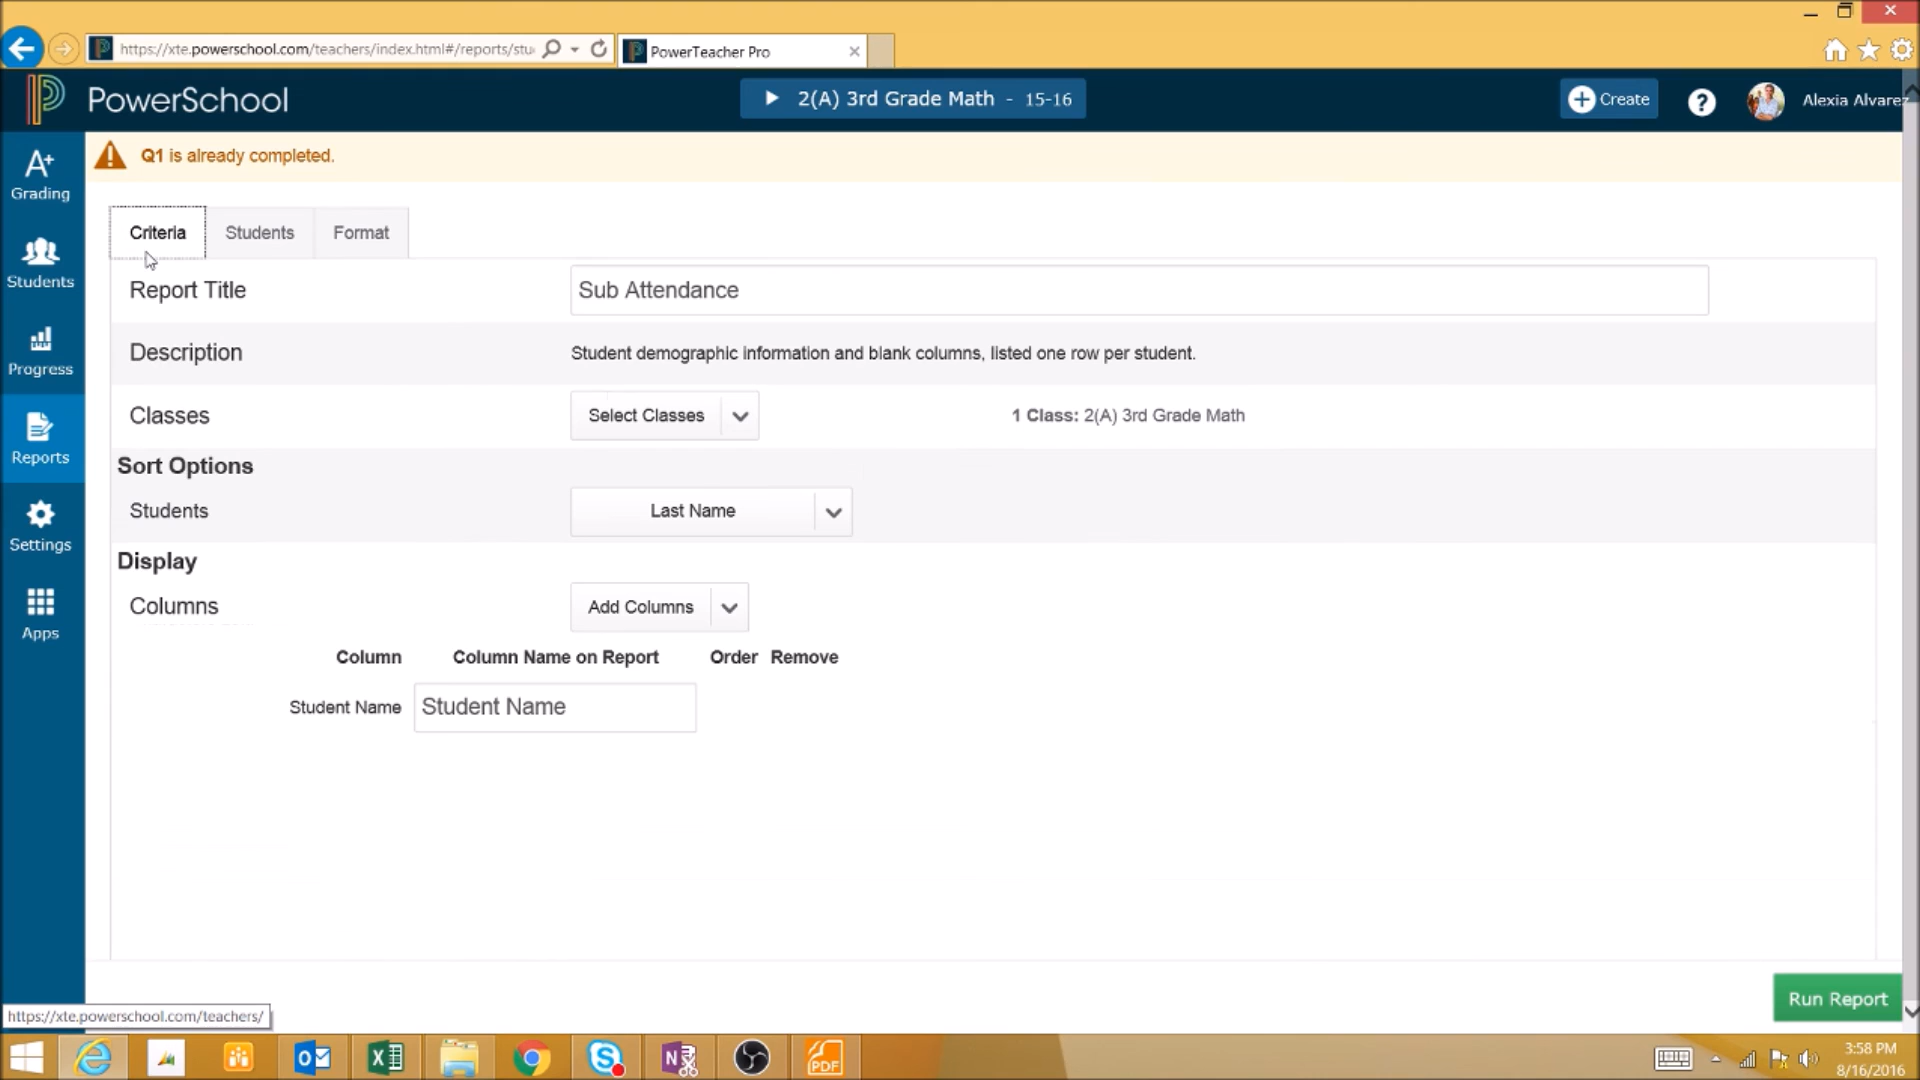 https://xte.powerschool.com/teachers/index.html#/reports/stu
PowerTeacher Pro
PowerSchool
2(A) 3rd Grade Math - 15-16
Create
?
Alexia Alvarez
Q1 is already completed.
A+
Grading
Students
Progress
Reports
Settings
Apps
Criteria
Students
Format
Report Title
Sub Attendance
Description
Student demographic information and blank columns, listed one row per student.
Classes
Select Classes
1 Class: 2(A) 3rd Grade Math
Sort Options
Students
Last Name
Display
Columns
Add Columns
Column
Column Name on Report
Order
Remove
Student Name
Student Name
Run Report
https://xte.powerschool.com/teachers/
PDF
3:58 PM
8/16/2016